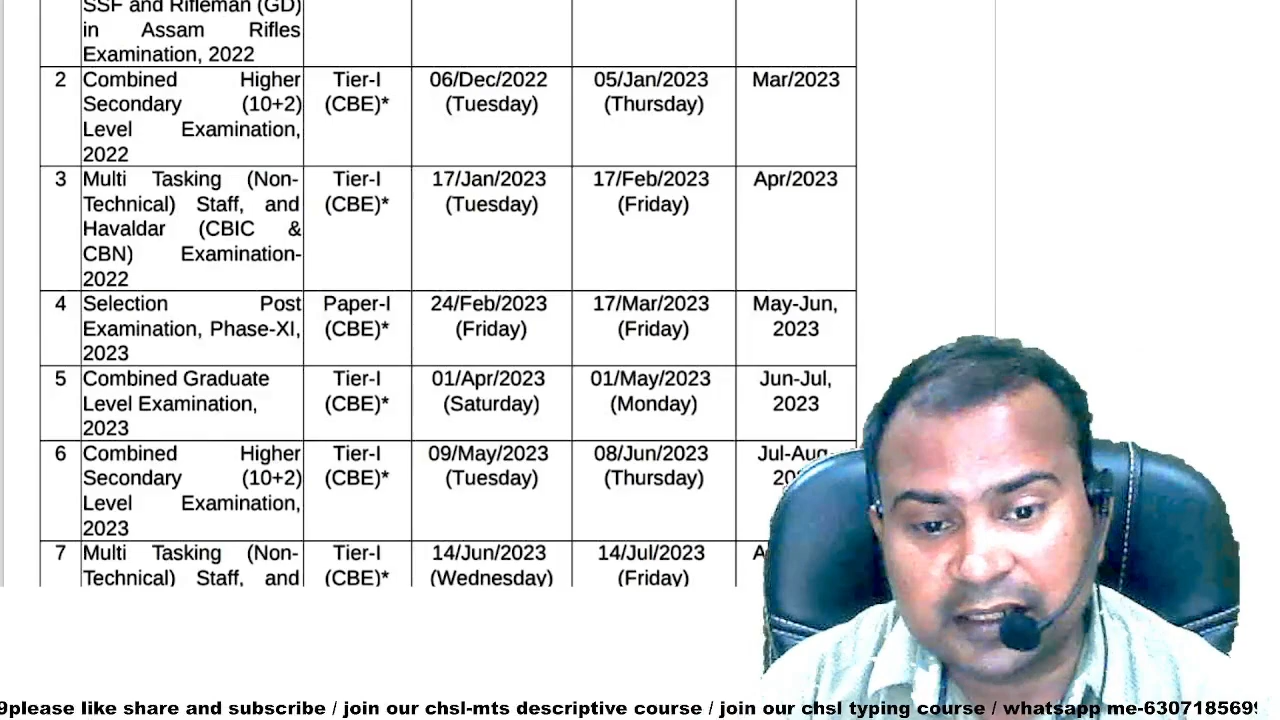 SSF and Rifleman (GD)
in Assam Rifles
Examination, 2022
2 Combined Higher Tier-I 06/Dec/2022 05/Jan/2023 Mar/2023
Secondary (10+2) (CBE)* (Tuesday) (Thursday)
Level Examination,
2022
3 Multi Tasking (Non- Tier-I 17/Jan/2023 17/Feb/2023 Apr/2023
Technical) Staff, and (CBE)* (Tuesday) (Friday)
Havaldar (CBIC &
CBN) Examination-
2022
4 Selection Post Paper-I 24/Feb/2023 17/Mar/2023 May-Jun,
Examination, Phase-XI, (CBE)* (Friday) (Friday) 2023
2023
5 Combined Graduate Tier-I 01/Apr/2023 01/May/2023 Jun-Jul,
Level Examination, (CBE)* (Saturday) (Monday) 2023
2023
6 Combined Higher Tier-I 09/May/2023 08/Jun/2023 Jul-Aug-
Secondary (10+2) (CBE)* (Tuesday) (Thursday)
Level Examination,
2023
7 Multi Tasking (Non- Tier-I 14/Jun/2023 14/Jul/2023
Technical) Staff, and (CBE)* (Wednesday) (Friday)
9please like share and subscribe / join our chsl-mts descriptive course / join our chsl typing course / whatsapp me-630718569